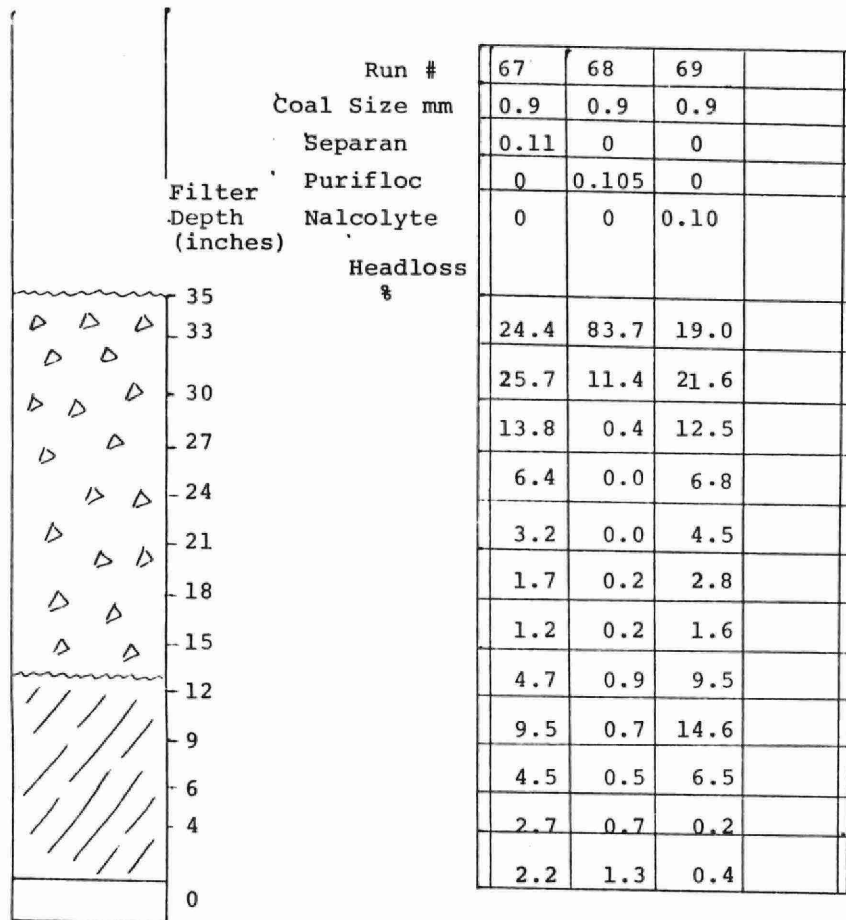 Run # 67 68 69
Coal Size mm 0.9 0.9 0.9
Separan 0.11 0 0
Purifloc 0 0.105 0
Filter
Depth
(inches)
Nalcolyte 0 0 0.10
Headloss
%
35
33
30
27
24
21
18
15
12
9
6
4
0
24.4 83.7 19.0
25.7 11.4 21.6
13.8 0.4 12.5
6.4 0.0 6.8
3.2 0.0 4.5
1.7 0.2 2.8
1.2 0.2 1.6
4.7 0.9 9.5
9.5 0.7 14.6
4.5 0.5 6.5
2.7 0.7 0.2
2.2 1.3 0.4